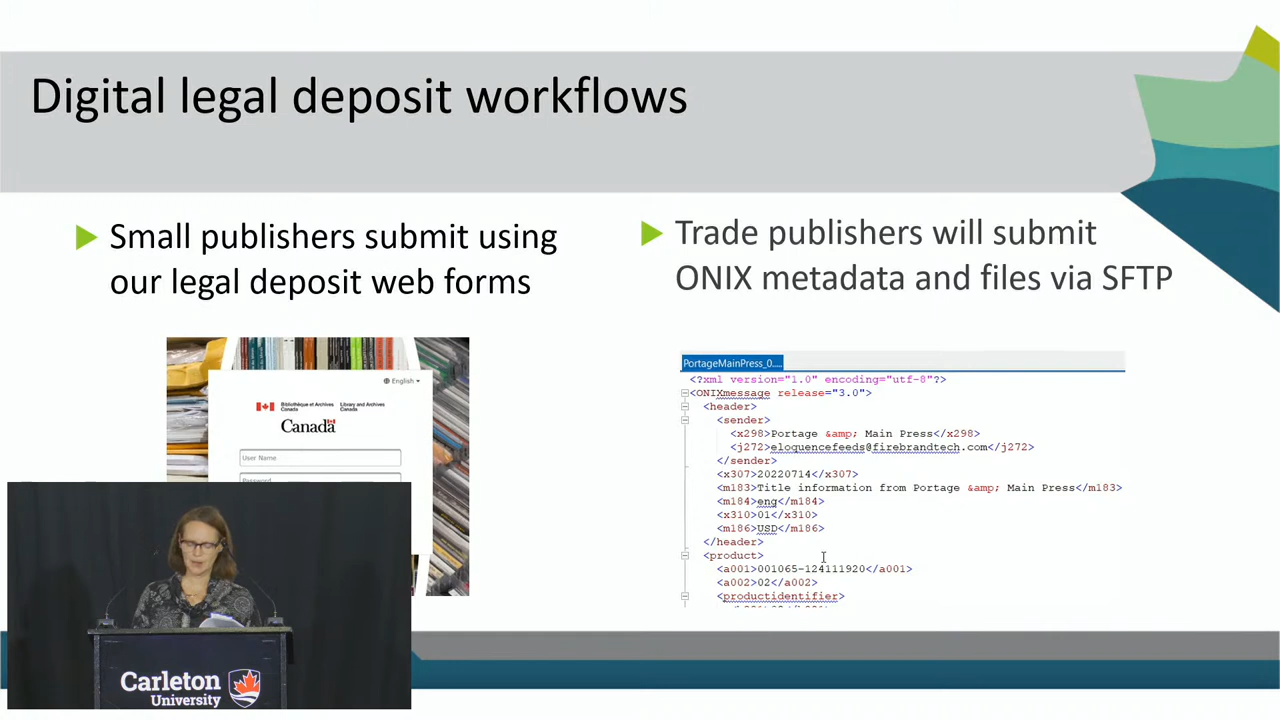 Digital legal deposit workflows
Small publishers submit using
our legal deposit web forms
English
Bibliothèque et Archives Canada
Library and Archives Canada
Canada
User Name
Password
Carleton
University
Trade publishers will submit
ONIX metadata and files via SFTP
PortageMainPress_0....
<?xml version="1.0" encoding="utf-8"?>
<ONIXmessage release="3.0">
<header>
<sender>
<x298>Portage &amp; Main Press</x298>
<j272>eloquencefeeds@firebrandtech.com</j272>
</sender>
<x307>20220714</x307>
<m183>Title information from Portage &amp; Main Press</m183>
<m184>eng</m184>
<x310>01</x310>
<m186>USD</m186>
</header>
<product>
<a001>001065-124111920</a001>
<a002>02</a002>
<productidentifier>